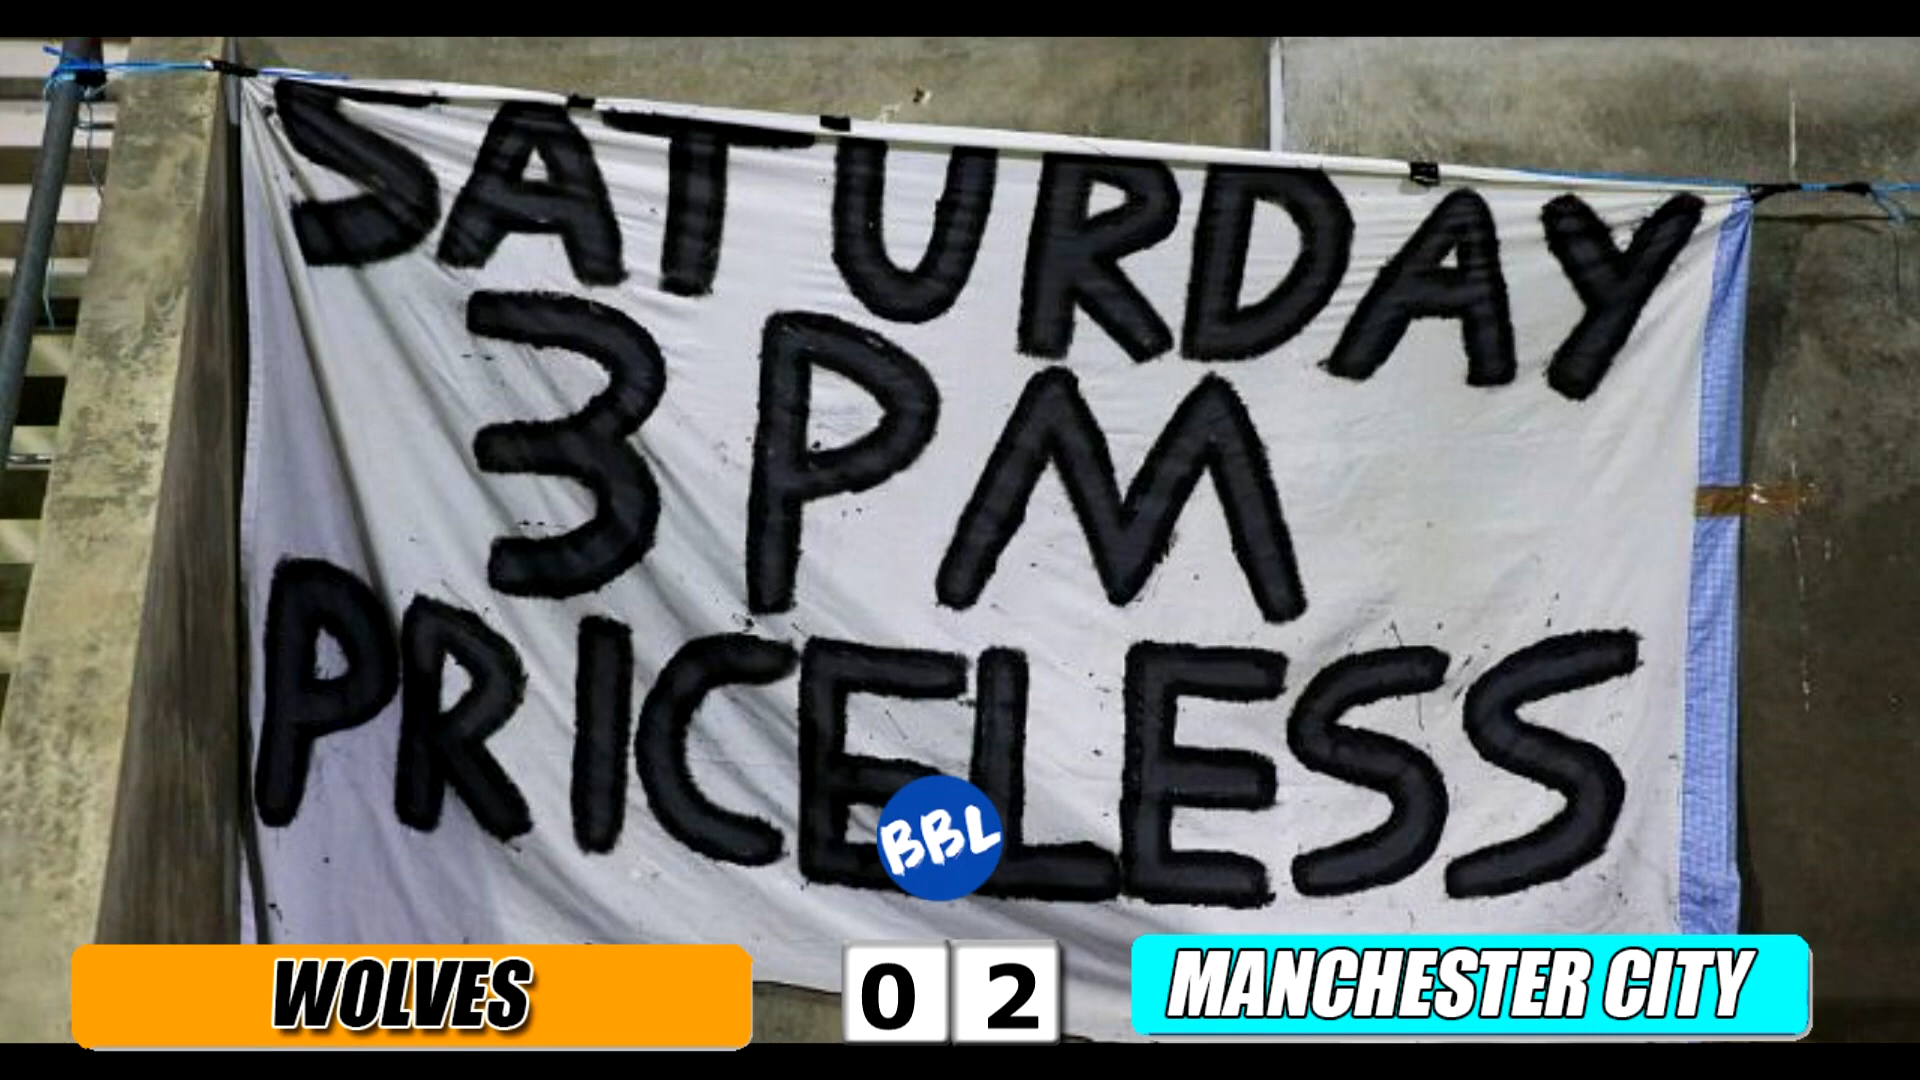 SATURDAY
3PM
PRICELESS
BBL
WOLVES 0 2 MANCHESTER CITY